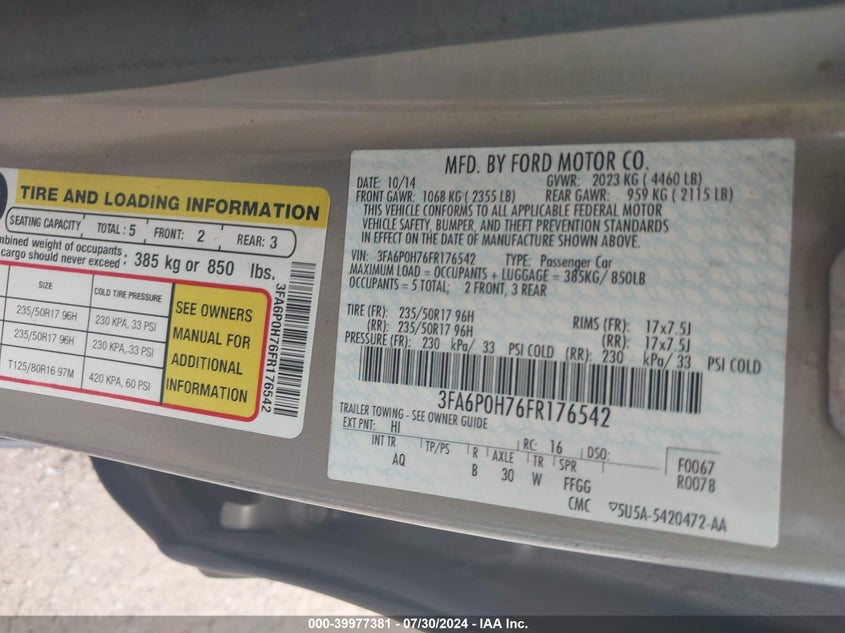 TIRE AND LOADING INFORMATION
SEATING CAPACITY TOTAL: 5 FRONT: 2 REAR: 3
mbined weight of occupants
cargo should never exceed: 385 kg or 850 lbs.
SIZE COLD TIRE PRESSURE
235/50R17 96H 230 KPA, 33 PSI
235/50R17 96H 230 KPA, 33 PSI
T125/80R16 97M 420 KPA, 60 PSI
SEE OWNERS
MANUAL FOR
ADDITIONAL
INFORMATION
3FA6P0H76FR176542
MFD. BY FORD MOTOR CO.
DATE: 10/14 GVWR: 2023 KG ( 4460 LB)
FRONT GAWR: 1068 KG ( 2355 LB) REAR GAWR: 959 KG ( 2115 LB)
THIS VEHICLE CONFORMS TO ALL APPLICABLE FEDERAL MOTOR
VEHICLE SAFETY, BUMPER, AND THEFT PREVENTION STANDARDS
IN EFFECT ON THE DATE OF MANUFACTURE SHOWN ABOVE.
VIN: 3FA6P0H76FR176542 TYPE: Passenger Car
MAXIMUM LOAD = OCCUPANTS + LUGGAGE = 385KG/ 850LB
OCCUPANTS = 5 TOTAL; 2 FRONT, 3 REAR
TIRE (FR): 235/50R17 96H RIMS (FR): 17x7.5J
(RR): 235/50R17 96H (RR): 17x7.5J
PRESSURE (FR): 230 kPa/ 33 PSI COLD (RR): 230 kPa/ 33 PSI COLD
3FA6P0H76FR176542
TRAILER TOWING - SEE OWNER GUIDE
EXT PNT: HI RC: 16 DSO: F0067
INT TR TP/PS R AXLE TR SPR R0078
AQ B 30 W FFGG
CMC ▽5U5A-5420472-AA
000-39977381 - 07/30/2024 - IAA Inc.